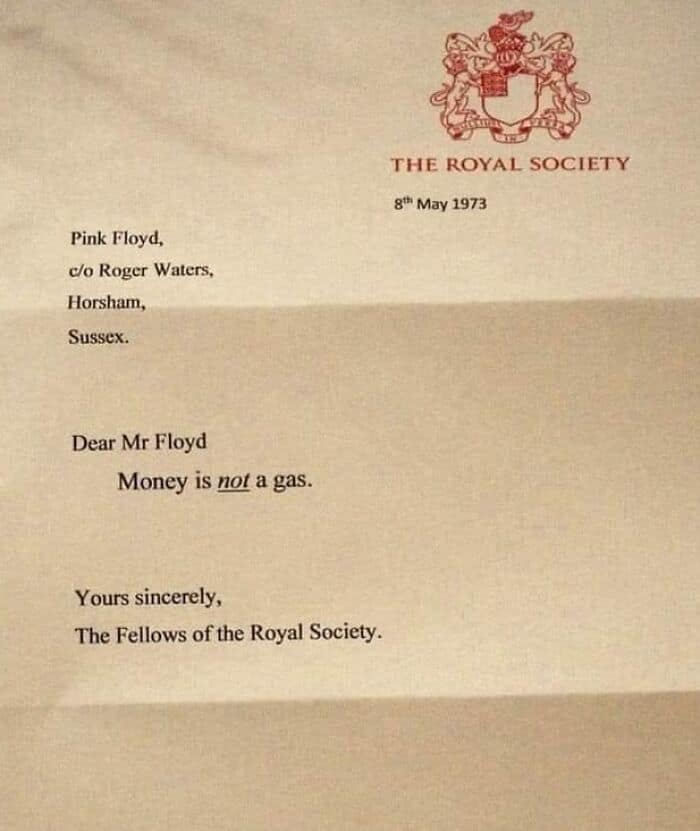 THE ROYAL SOCIETY
8th May 1973
Pink Floyd,
c/o Roger Waters,
Horsham,
Sussex.
Dear Mr Floyd
Money is not a gas.
Yours sincerely,
The Fellows of the Royal Society.